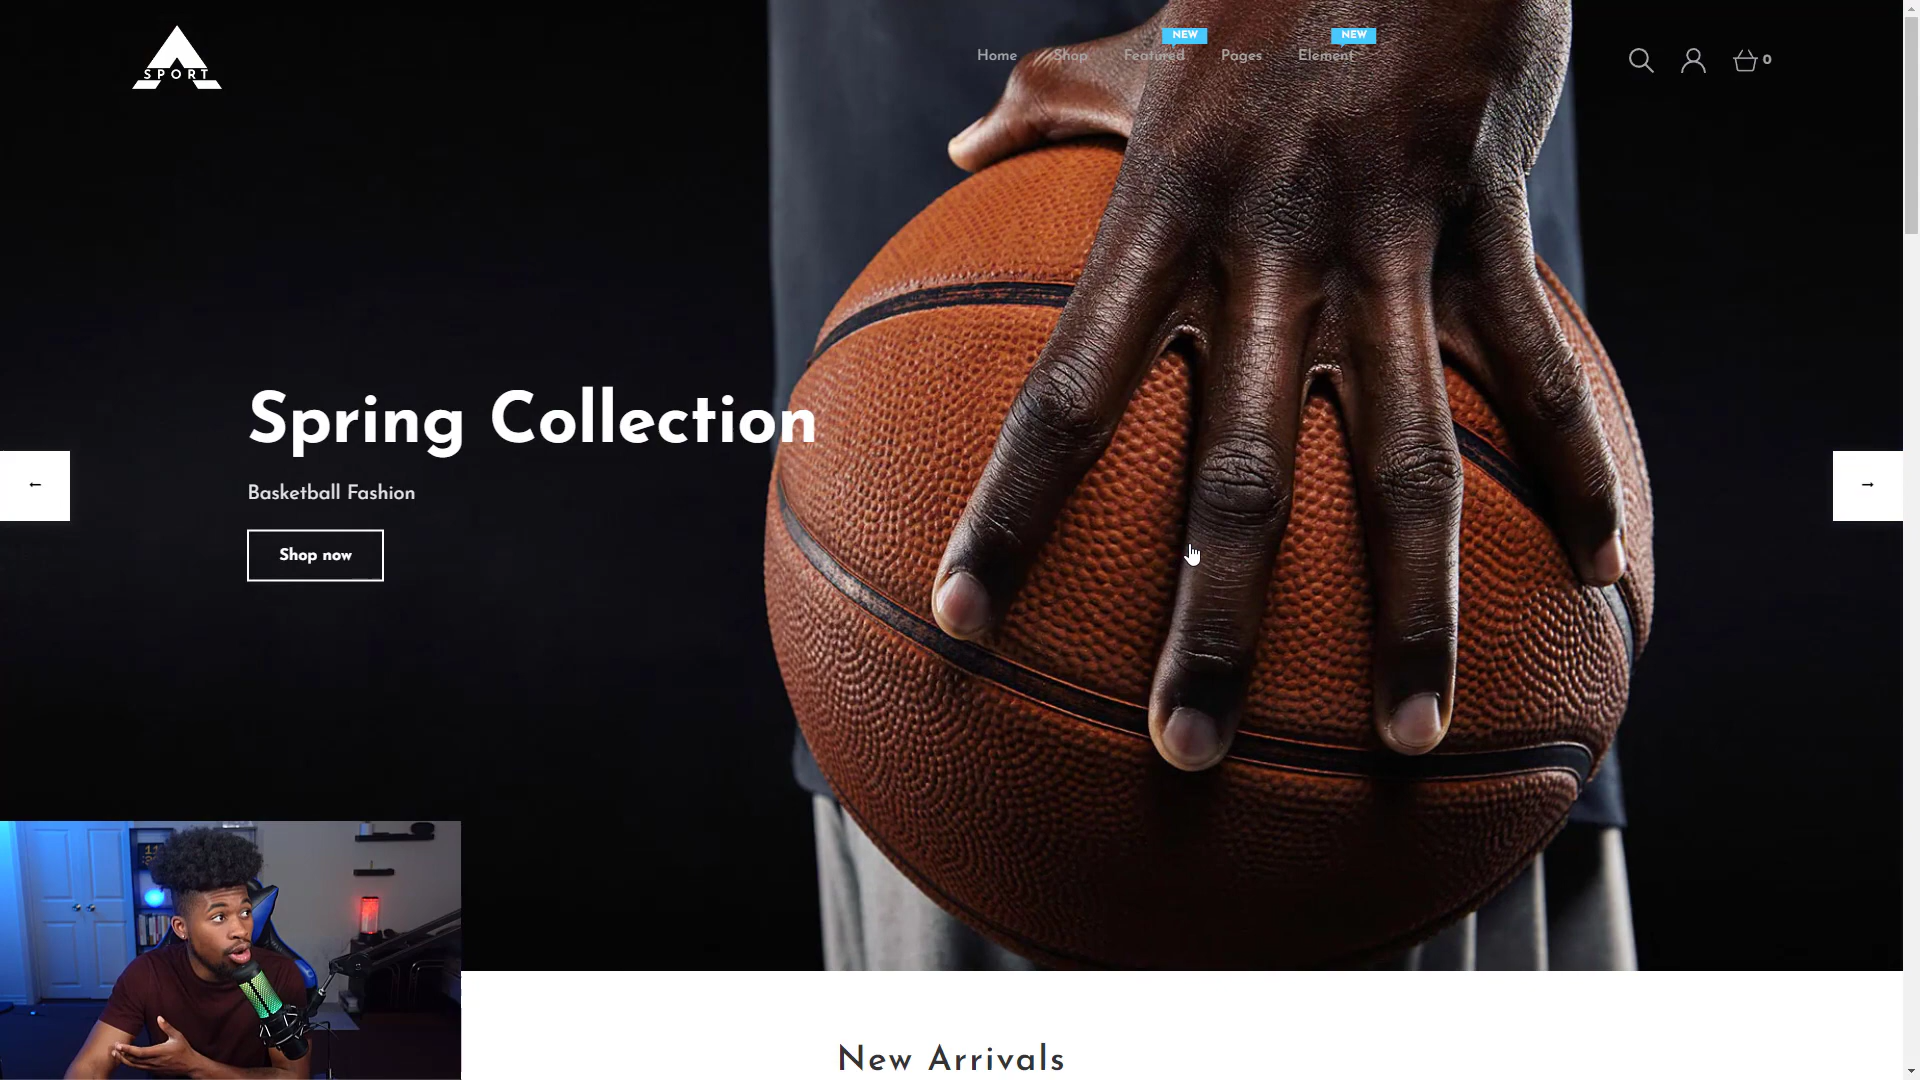 SPORT
NEW
NEW
Home
Shop
Featured
Pages
Element
0
Spring Collection
Basketball Fashion
←
→
Shop now
New Arrivals